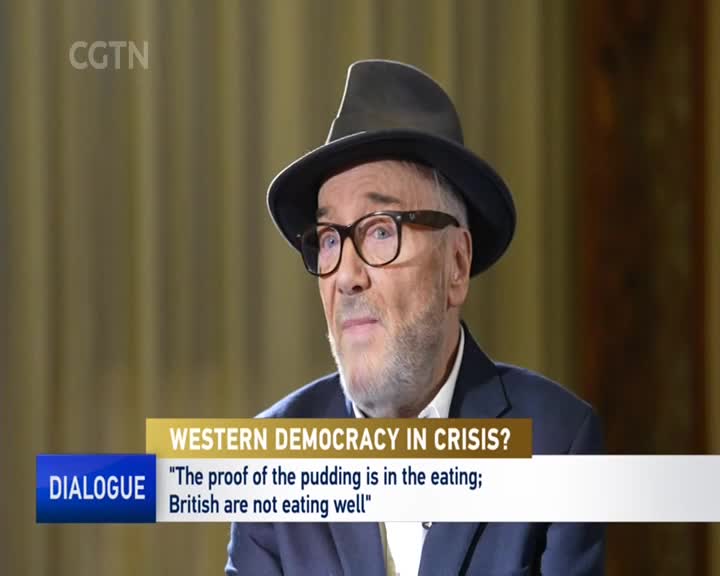 CGTN
WESTERN DEMOCRACY IN CRISIS?
DIALOGUE
"The proof of the pudding is in the eating;
British are not eating well"